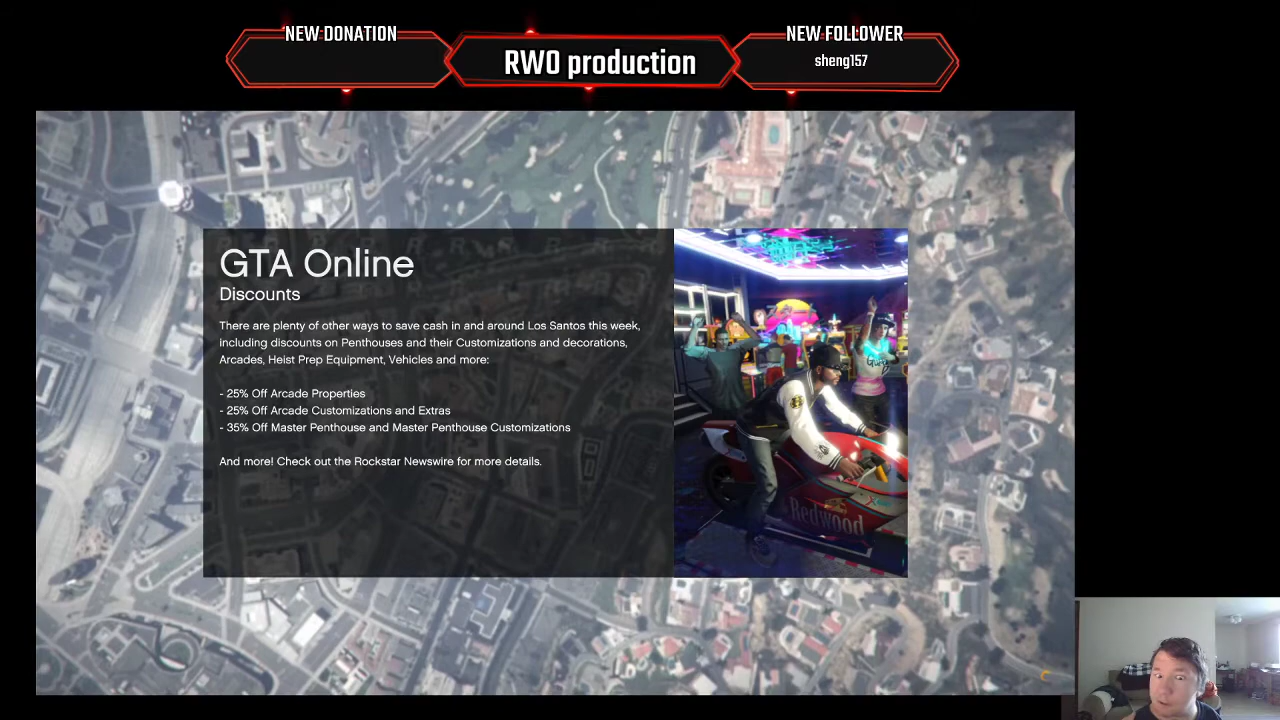 NEW DONATION
RWO production
NEW FOLLOWER
sheng157
GTA Online
Discounts
There are plenty of other ways to save cash in and around Los Santos this week,
including discounts on Penthouses and their Customizations and decorations,
Arcades, Heist Prep Equipment, Vehicles and more:
- 25% Off Arcade Properties
- 25% Off Arcade Customizations and Extras
- 35% Off Master Penthouse and Master Penthouse Customizations
And more! Check out the Rockstar Newswire for more details.
Redwood